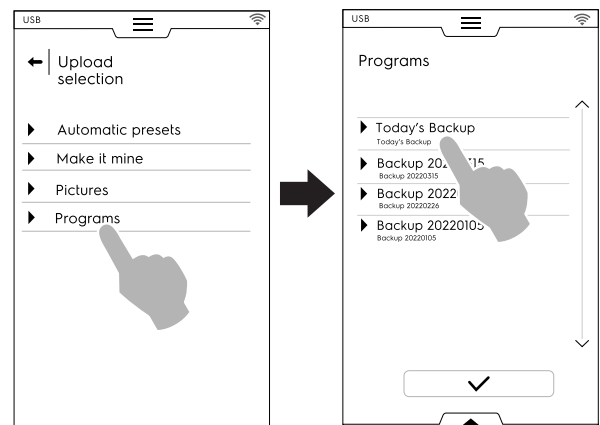 USB
Upload
selection
Automatic presets
Make it mine
Pictures
Programs
USB
Programs
Today's Backup
Today's Backup
Backup 20220315
Backup 20220315
Backup 2022
Backup 20220226
Backup 20220105
Backup 20220105